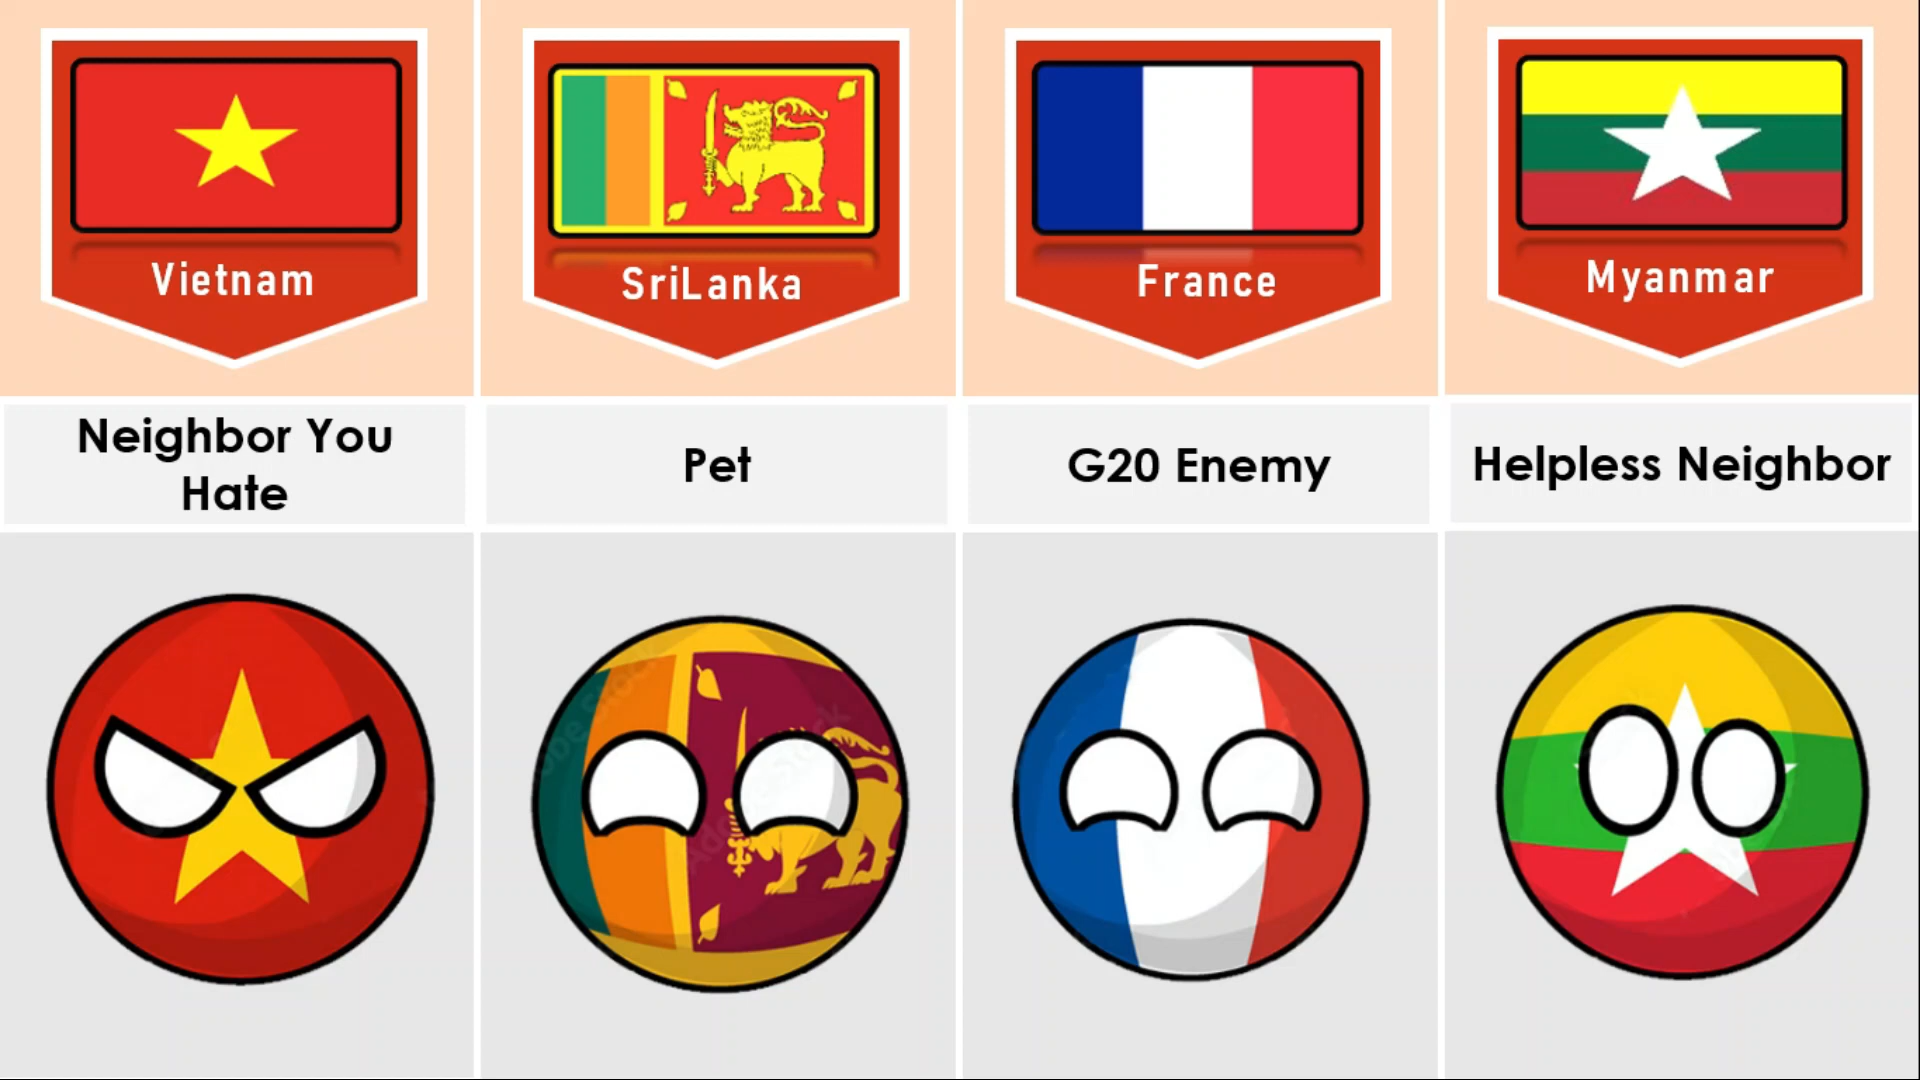 Vietnam
SriLanka
France
Myanmar
Neighbor You
Hate
Pet
G20 Enemy
Helpless Neighbor